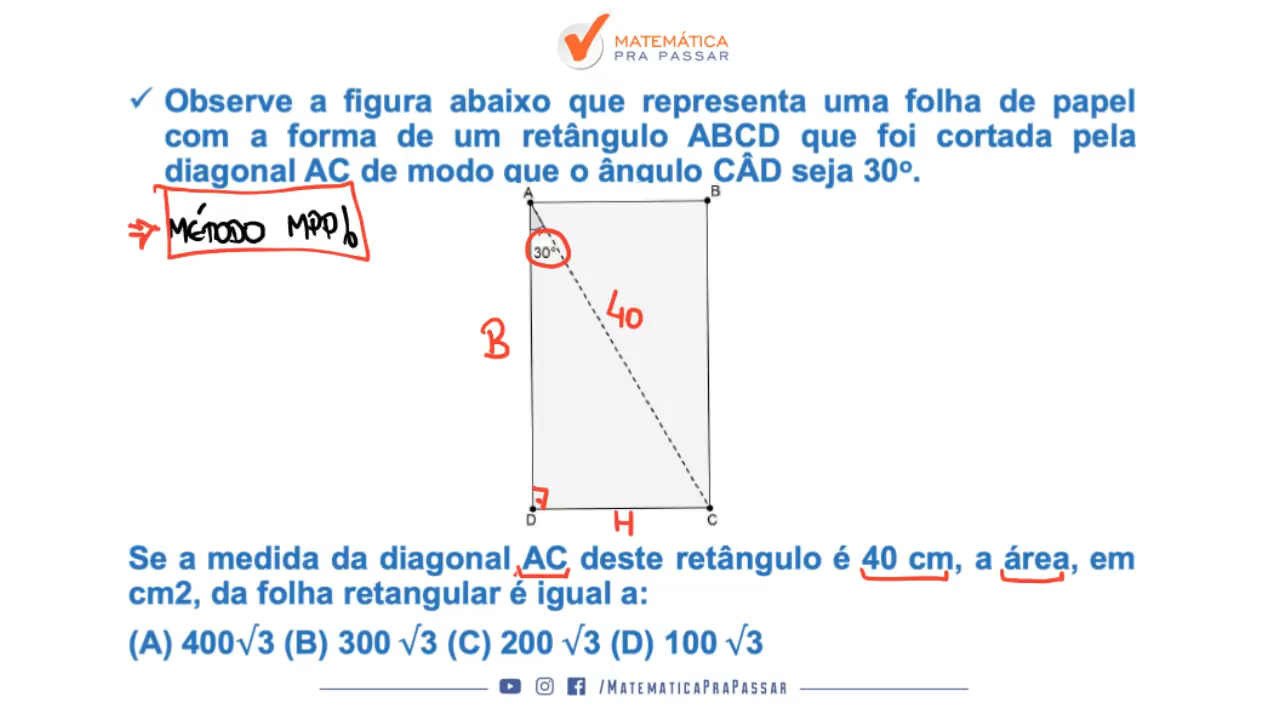 MATEMÁTICA
PRA PASSAR
✓ Observe a figura abaixo que representa uma folha de papel
com a forma de um retângulo ABCD que foi cortada pela
diagonal AC de modo que o ângulo CÂD seja 30º.
⇒ MÉTODO MPP!
A
B
30°
40
B
D
H
C
Se a medida da diagonal AC deste retângulo é 40 cm, a área, em
cm2, da folha retangular é igual a:
(A) 400√3 (B) 300 √3 (C) 200 √3 (D) 100 √3
/MATEMATICAPRAPASSAR